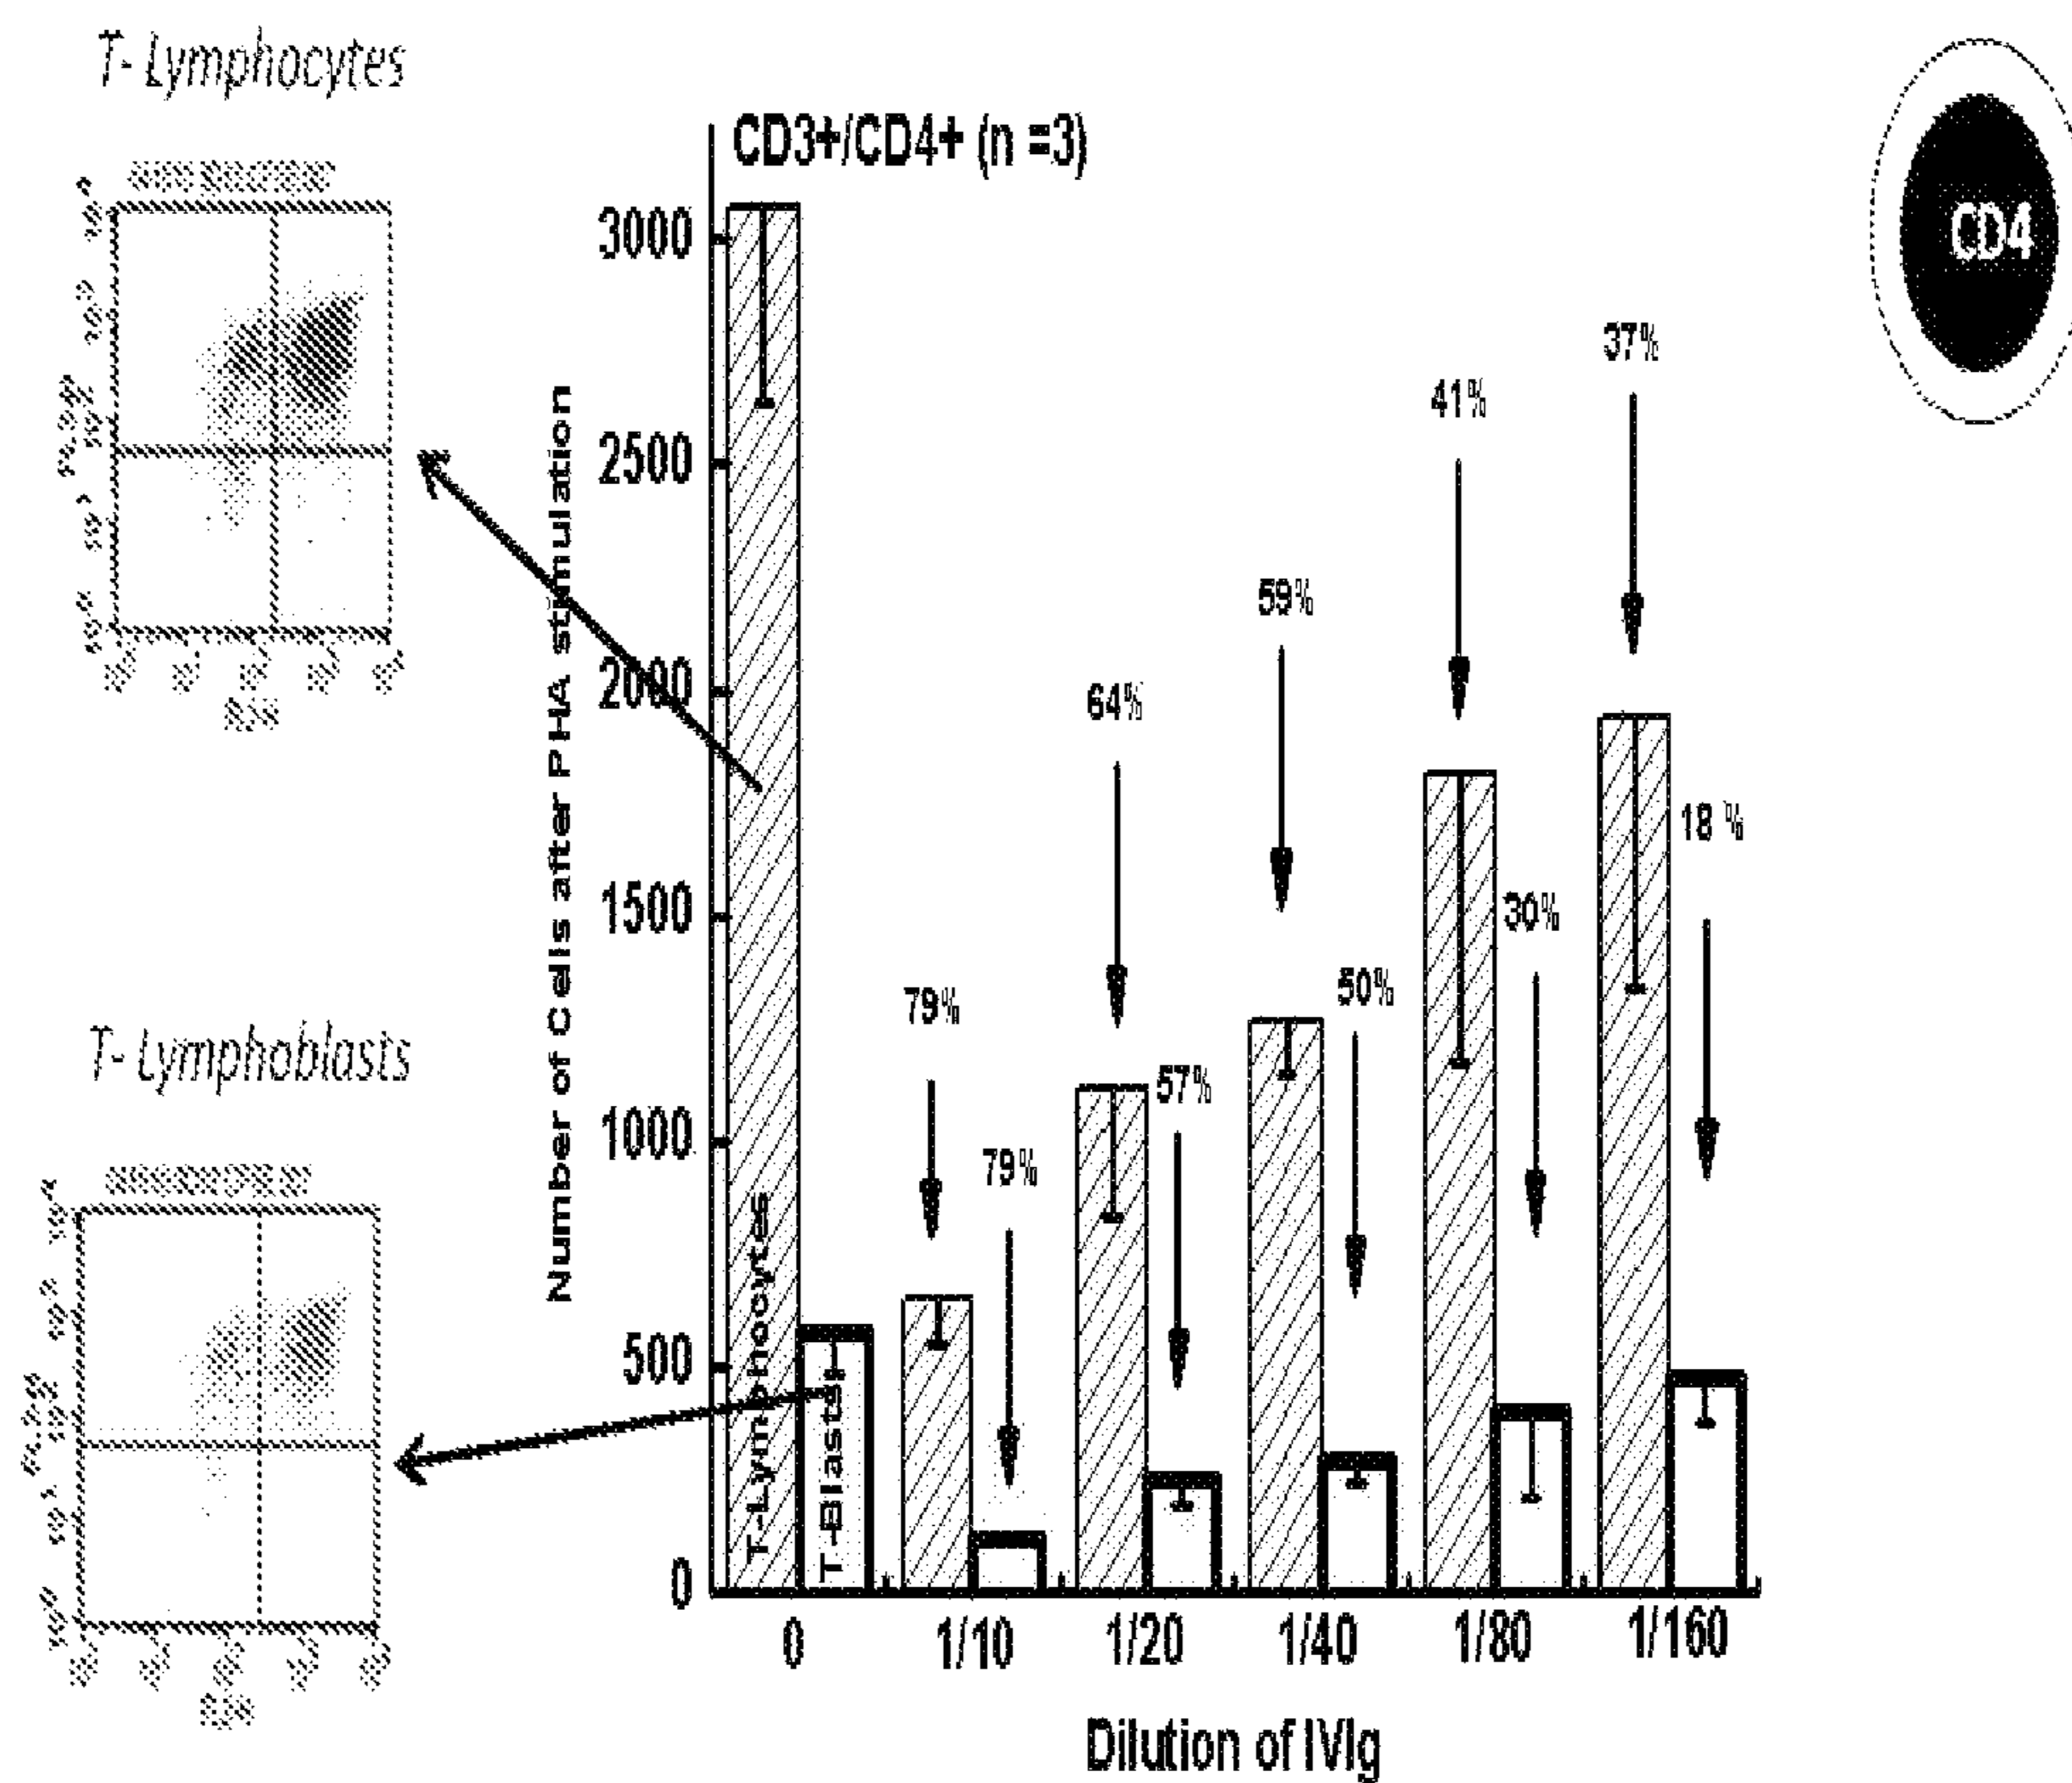 T- Lymphocytes
CD3+/CD4+ (n =3)
CD4
Number of Cells after PHA stimulation
3000
2500
2000
1500
1000
500
0
37%
41%
59%
64%
18 %
30%
79%
50%
57%
79%
T- Lymphoblasts
T-Lymphocytes
T-Blasts
0
1/10
1/20
1/40
1/80
1/160
Dilution of IVIg